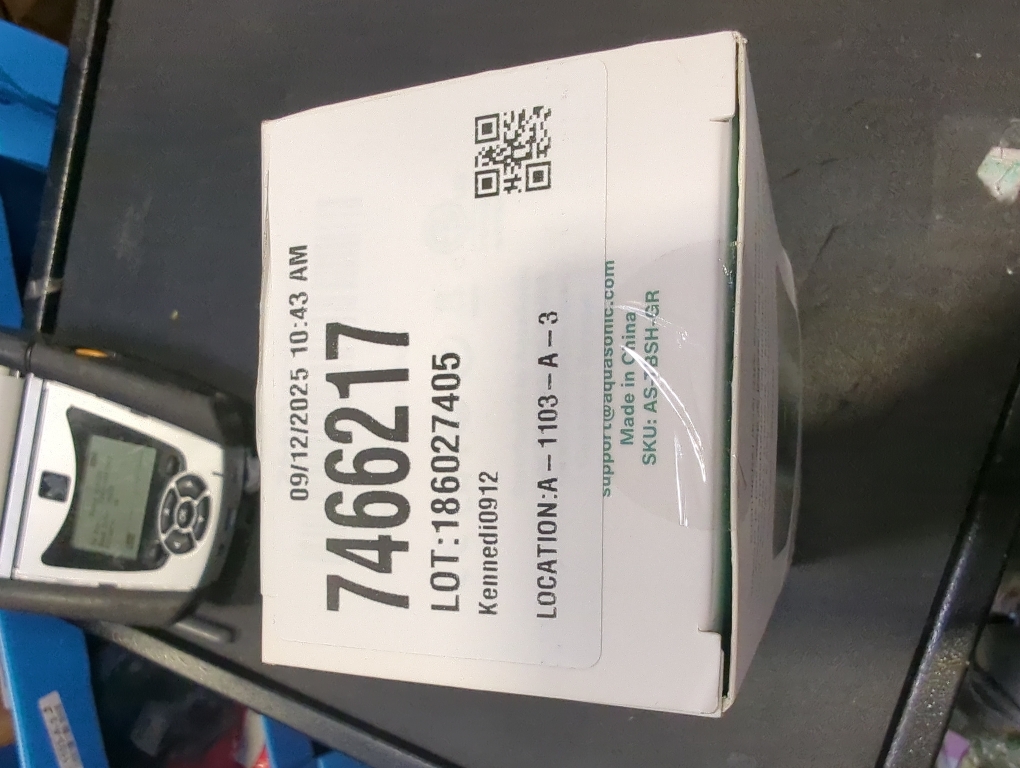 09/12/2025 10:43 AM
7466217
LOT:186027405
Kennedi0912
LOCATION:A-1103-A-3
support@aquasonic.com
Made in China